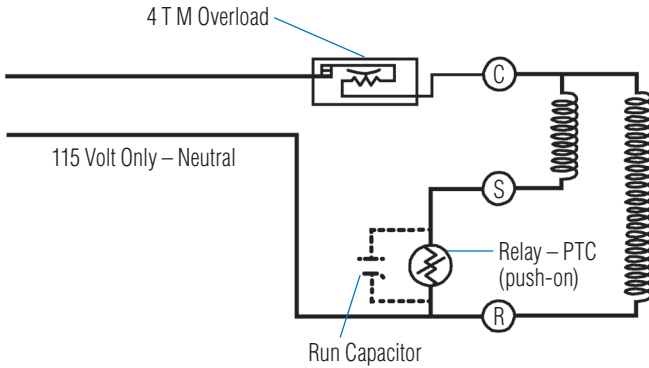 4 T M Overload
C
115 Volt Only – Neutral
S
Relay – PTC
(push-on)
R
Run Capacitor